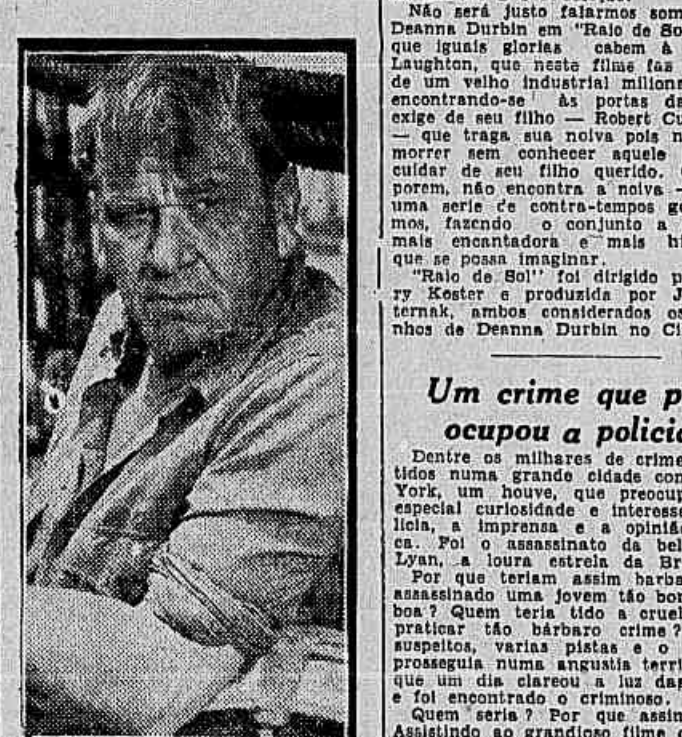 Não será justo falarmos som
Deanna Durbin em "Raio de So
que iguais glorias cabem á
Laughton, que neste filme fas
de um velho industrial milion
encontrando-se ás portas da
exige de seu filho — Robert Cu
— que traga sua noiva pois n
morrer sem conhecer aquele
cuidar de seu filho querido.
porem, não encontra a noiva —
uma serie de contra-tempos ge
mos, fazendo o conjunto a
mais encantadora e mais hi
que se possa imaginar.
"Raio de Sol" foi dirigido p
ry Koster e produzida por J
ternak, ambos considerados os
nhos de Deanna Durbin no Ci
Um crime que p
ocupou a policia
Dentre os milhares de crime
tidos numa grande cidade con
York, um houve, que preocup
especial curiosidade e interesse
licia, a imprensa e a opinião
ca. Foi o assassinato da bel
Lyan, a loura estrela da Br
Por que teriam assim barba
assassinado uma jovem tão bon
boa? Quem teria tido a cruel
praticar tão bárbaro crime?
suspeitos, varias pistas e o
prosseguia numa angustia terri
que um dia clareou a luz das
e foi encontrado o criminoso.
Quem seria? Por que assim
Assistindo ao grandioso filme